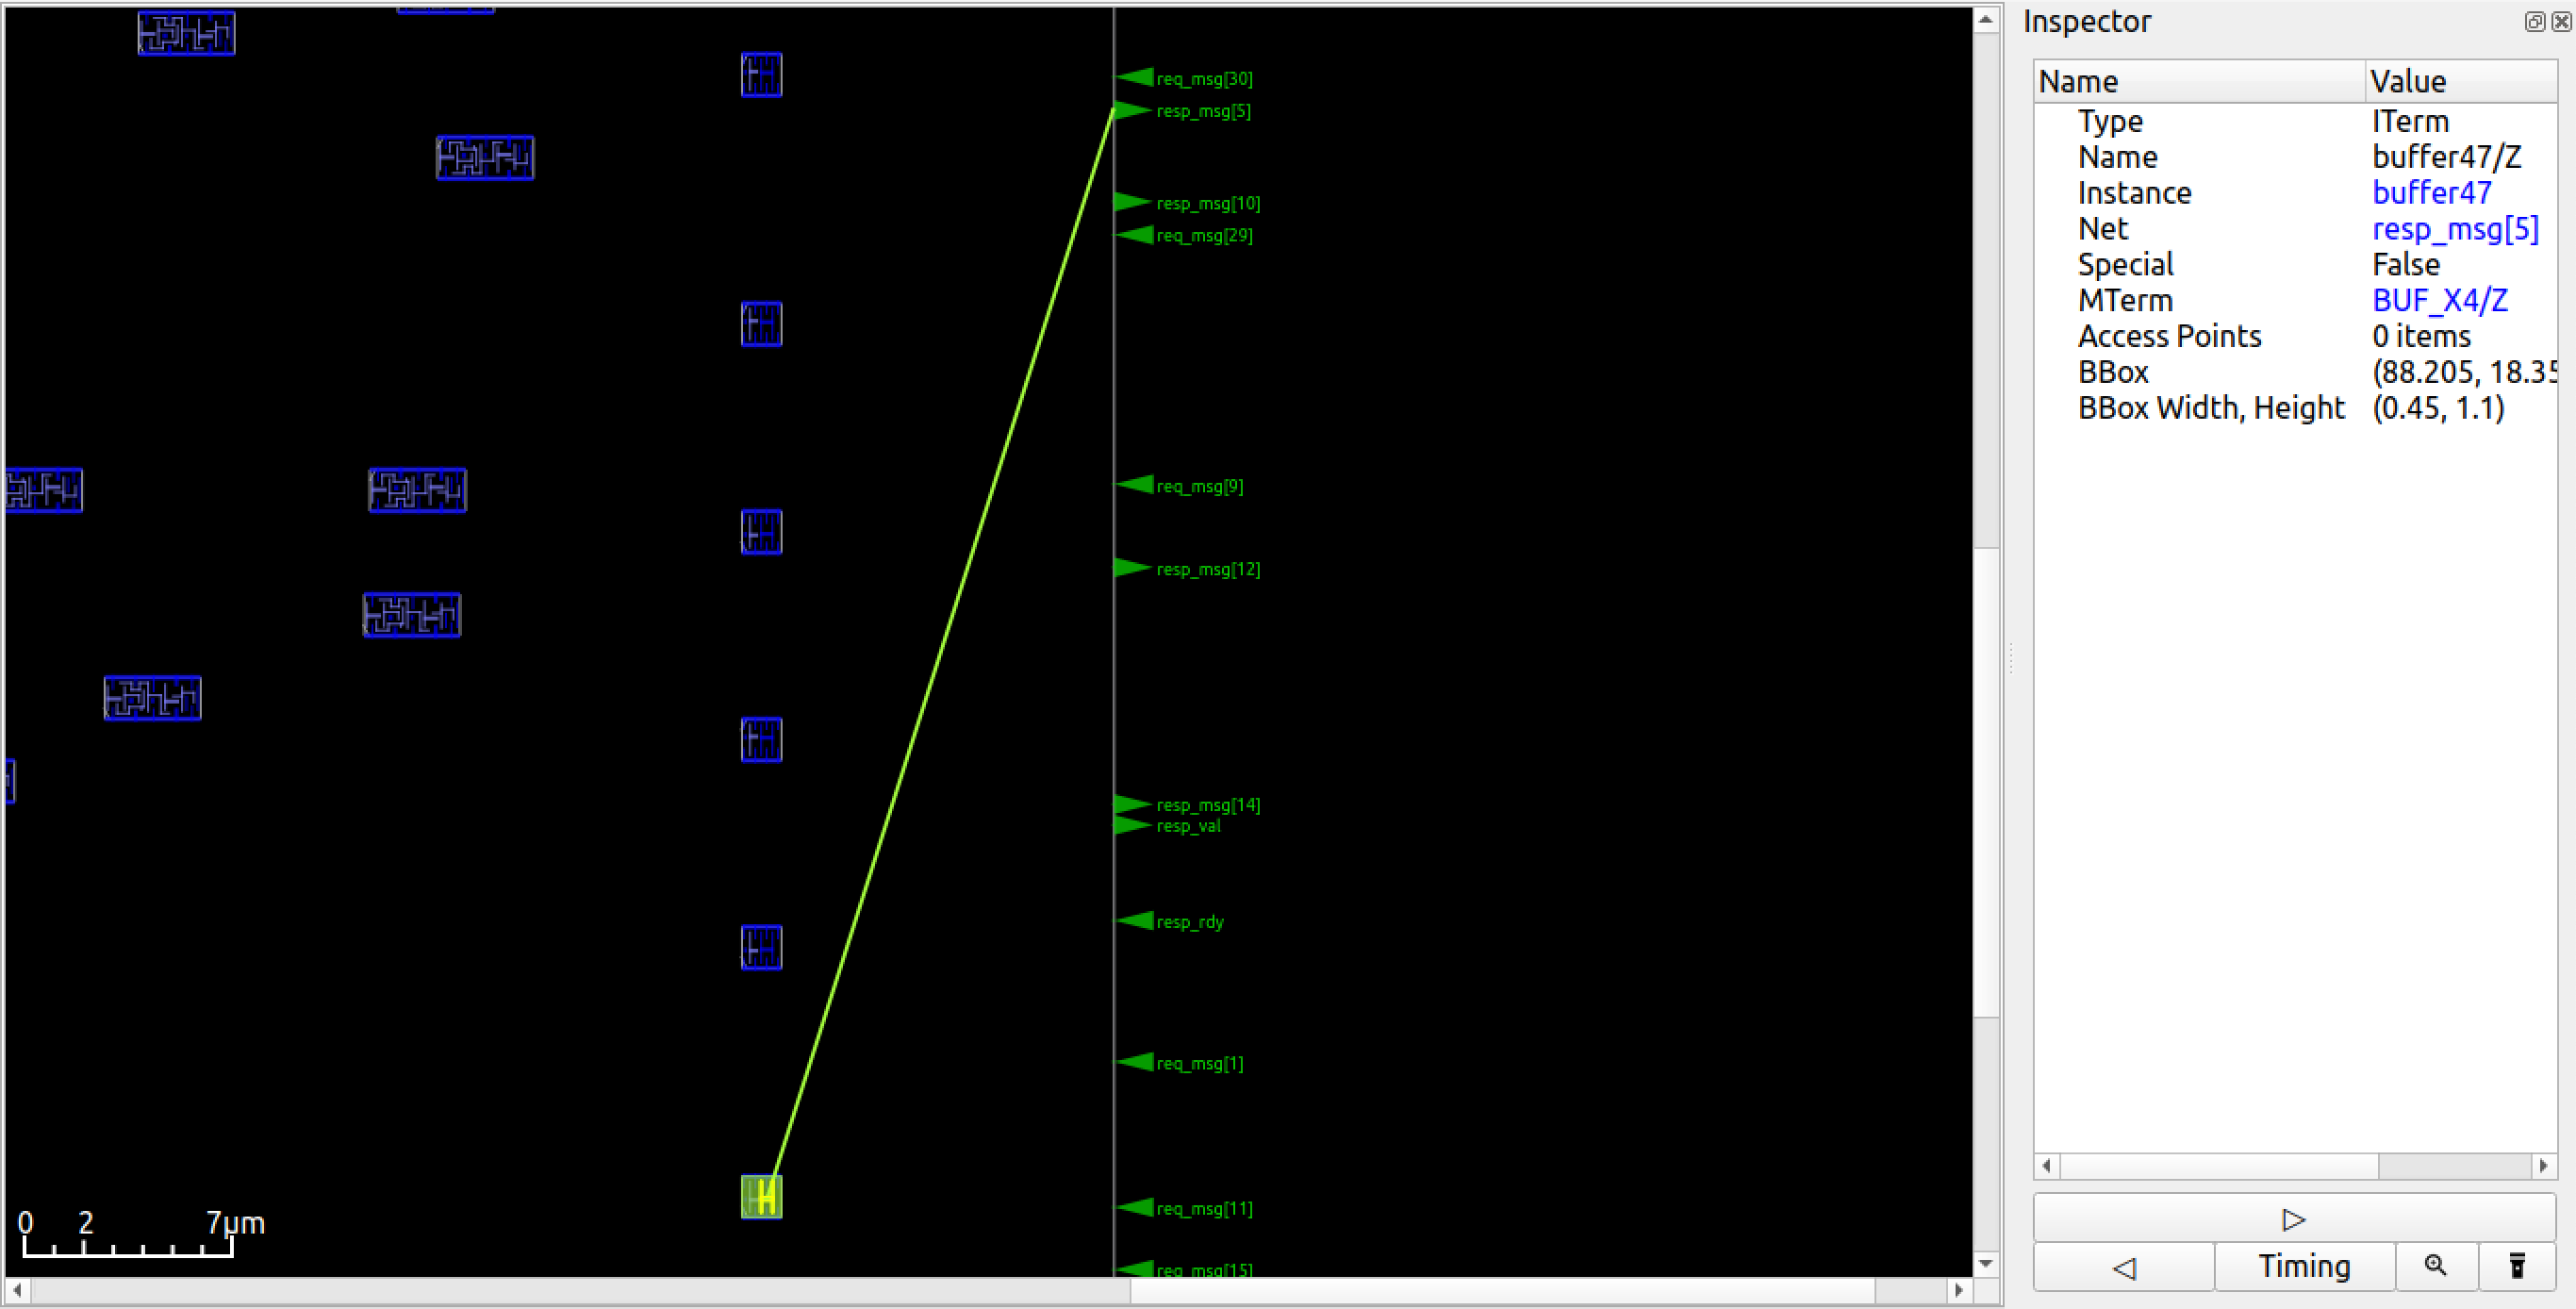 req_msg[30]
resp_msg[5]
resp_msg[10]
req_msg[29]
req_msg[9]
resp_msg[12]
resp_msg[14]
resp_val
resp_rdy
req_msg[1]
req_msg[11]
req_msg[15]
0 2 7μm
Inspector
Name Value
Type ITerm
Name buffer47/Z
Instance buffer47
Net resp_msg[5]
Special False
MTerm BUF_X4/Z
Access Points 0 items
BBox (88.205, 18.35
BBox Width, Height (0.45, 1.1)
Timing